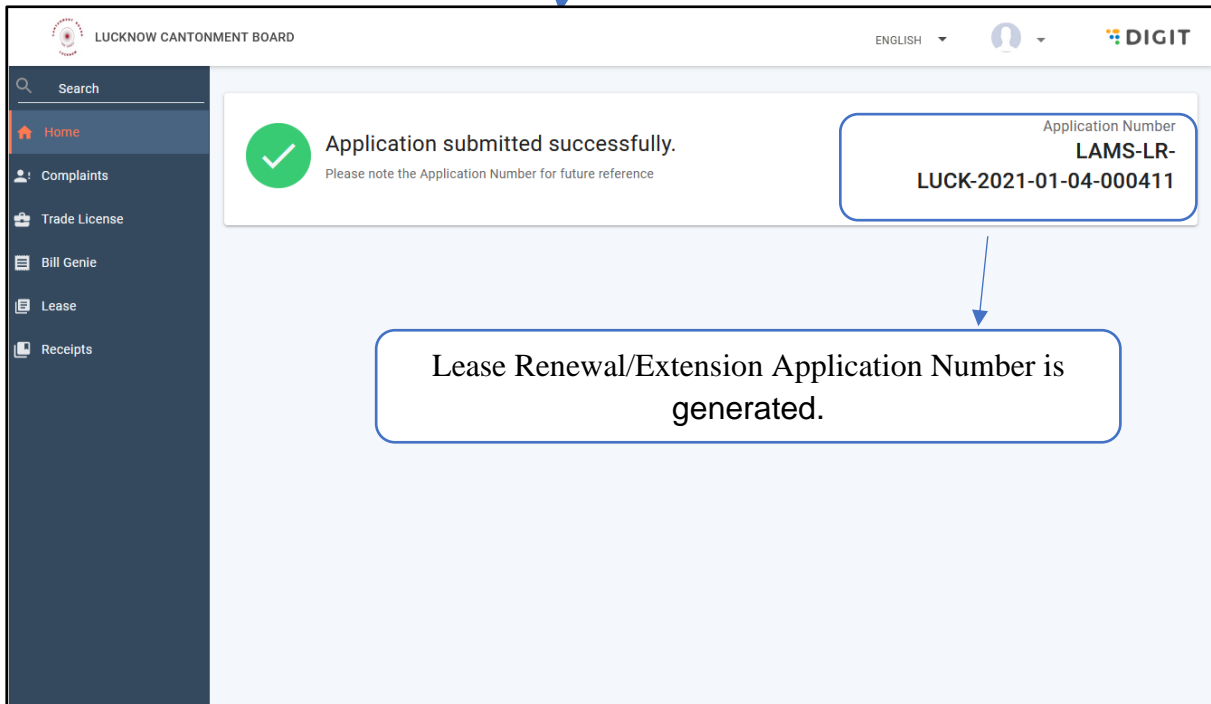 LUCKNOW CANTONMENT BOARD
ENGLISH
DIGIT
Search
Home
Complaints
Trade License
Bill Genie
Lease
Receipts
Application submitted successfully.
Please note the Application Number for future reference
Application Number
LAMS-LR-
LUCK-2021-01-04-000411
Lease Renewal/Extension Application Number is
generated.